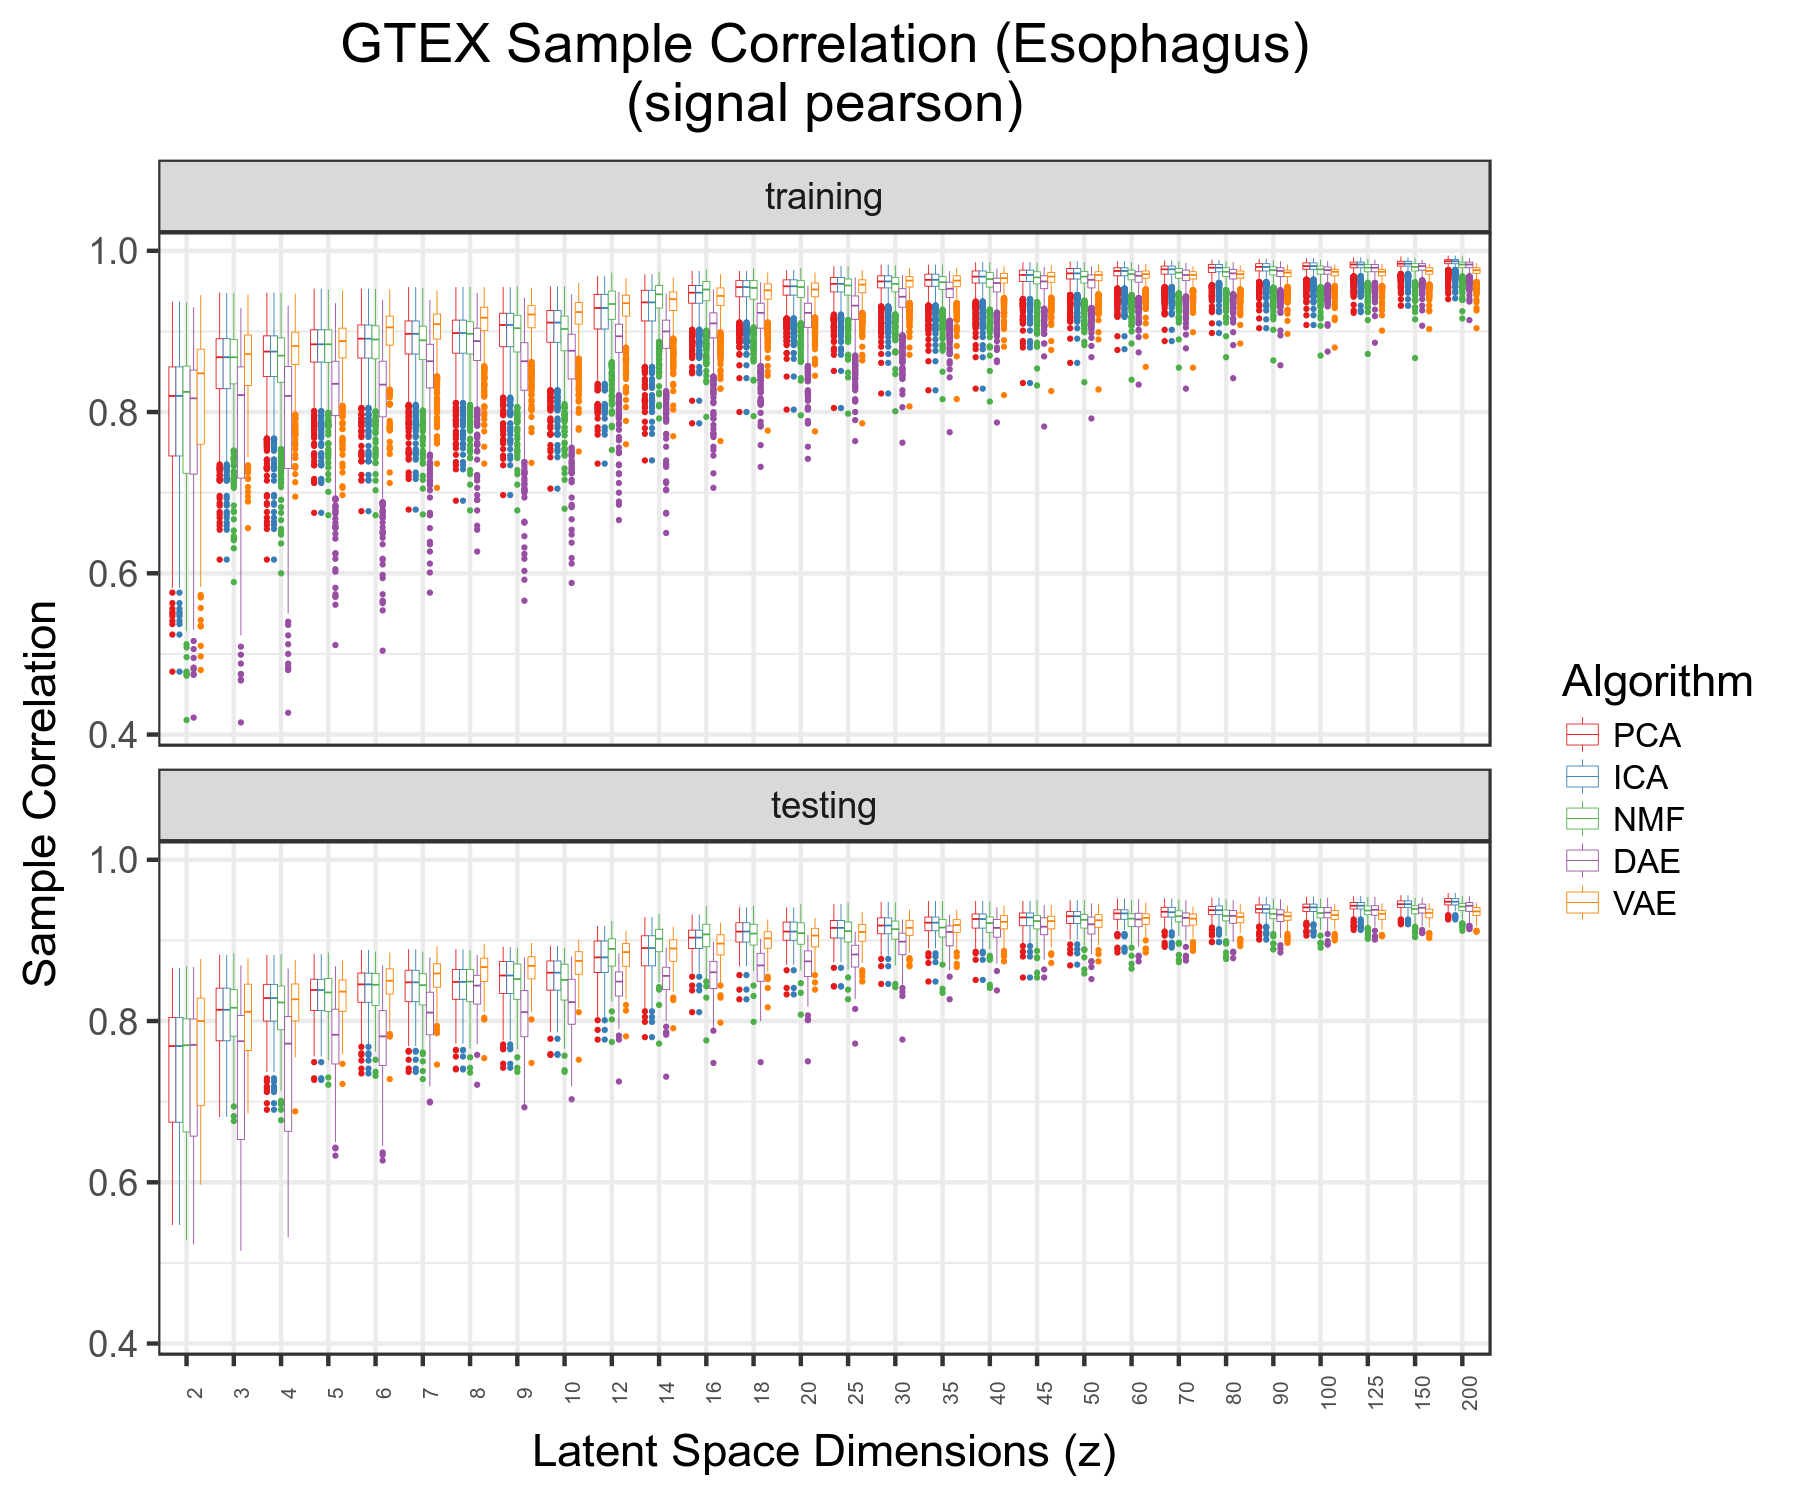 GTEX Sample Correlation (Esophagus)
(signal pearson)
training
1.0
0.8
0.6
0.4
Sample Correlation
testing
1.0
0.8
0.6
0.4
2 3 4 5 6 7 8 9 10 12 14 16 18 20 25 30 35 40 45 50 60 70 80 90 100 125 150 200
Latent Space Dimensions (z)
Algorithm
PCA
ICA
NMF
DAE
VAE